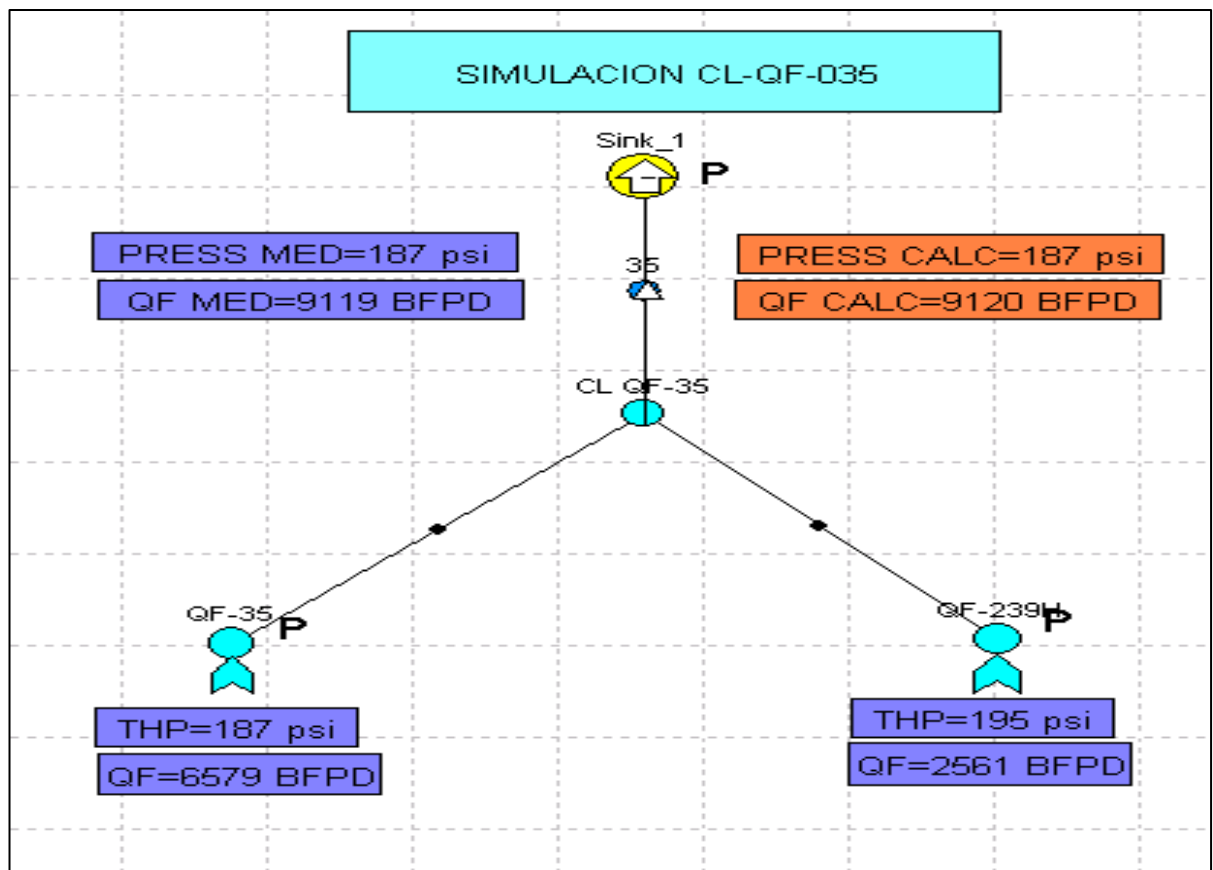 SIMULACION CL-QF-035
Sink_1
P
PRESS MED=187 psi
PRESS CALC=187 psi
35
QF MED=9119 BFPD
QF CALC=9120 BFPD
CL QF-35
QF-35
P
QF-239H
P
THP=187 psi
THP=195 psi
QF=6579 BFPD
QF=2561 BFPD